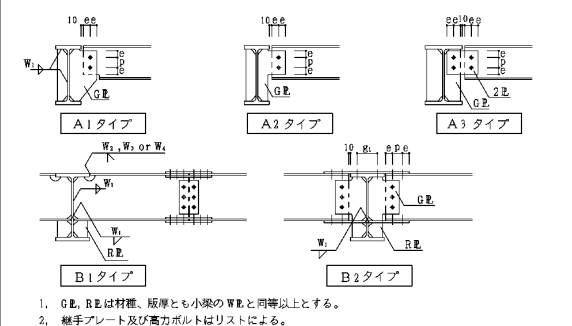 10 e e
10 e e
e e 10 e e
W₁
e
p
e
e
p
e
e
p
e
GPL
GPL
2PL
GPL
A1タイプ
A2タイプ
A3タイプ
W₂ , W₃ or W₄
W₁
W₁
RPL
10 g₁ e p e
GPL
W₁
RPL
B1タイプ
B2タイプ
1, GPL, RPLは材種、版厚とも小梁のWPLと同等以上とする。
2, 継手プレート及び高力ボルトはリストによる。